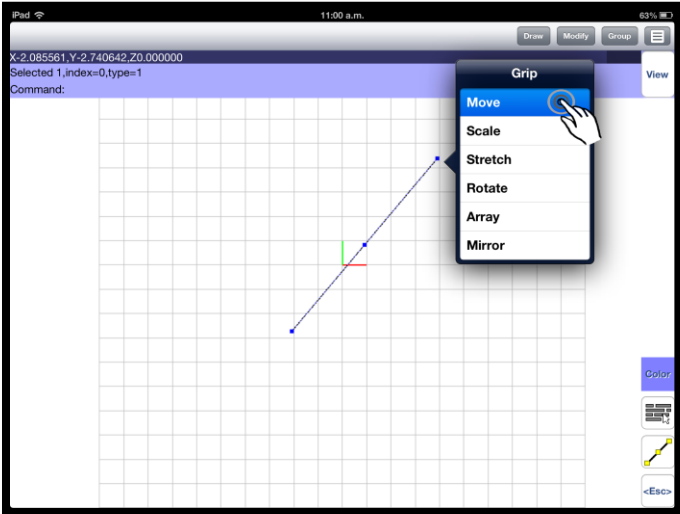 iPad 11:00 a.m. 63%
Draw Modify Group
X-2.085561,Y-2.740642,Z0.000000
Selected 1,index=0,type=1
Command:
View
Grip
Move
Scale
Stretch
Rotate
Array
Mirror
Color
<Esc>